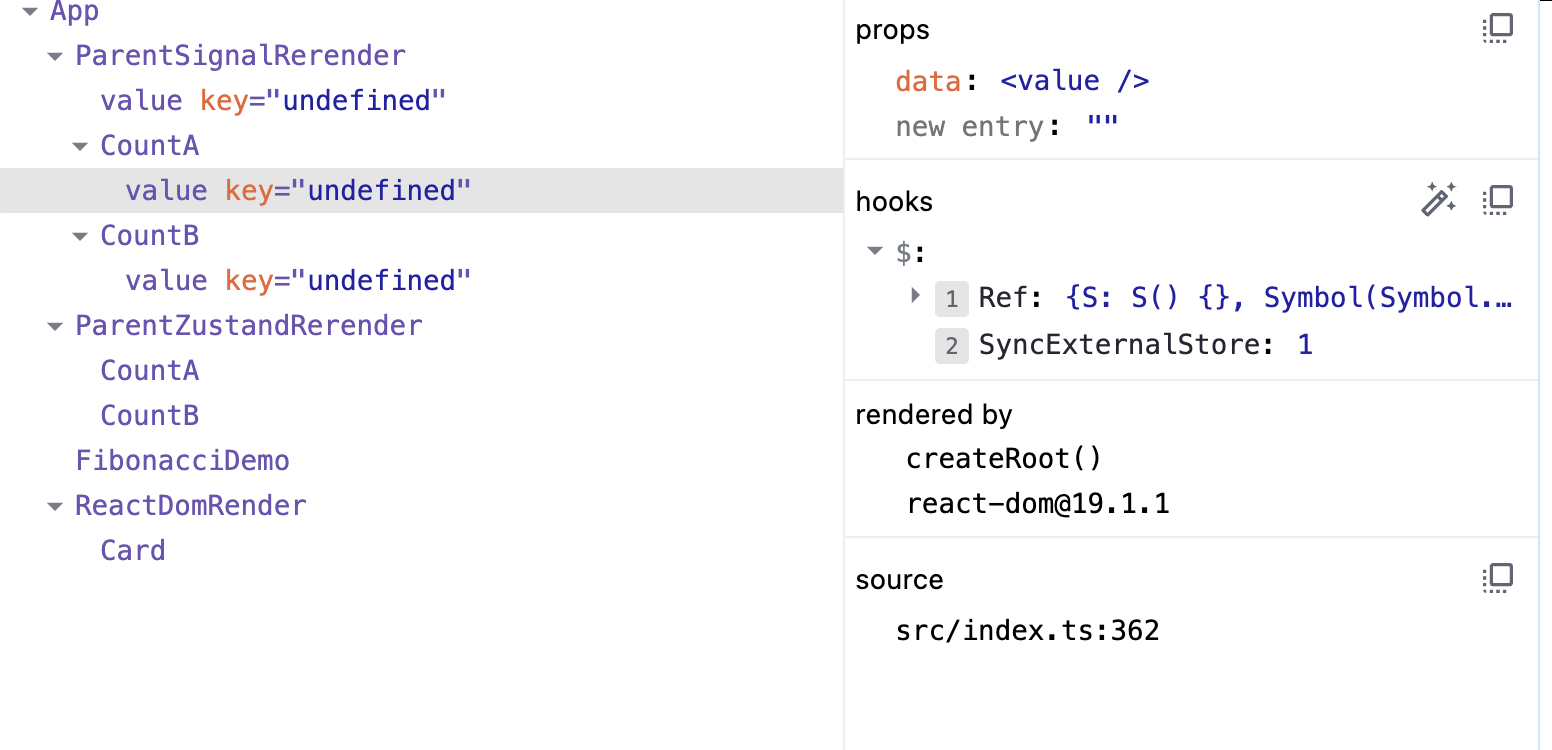 App
ParentSignalRerender
value key="undefined"
CountA
value key="undefined"
CountB
value key="undefined"
ParentZustandRerender
CountA
CountB
FibonacciDemo
ReactDomRender
Card
props
data: <value />
new entry: ""
hooks
$:
1 Ref: {S: S() {}, Symbol(Symbol.…
2 SyncExternalStore: 1
rendered by
createRoot()
react-dom@19.1.1
source
src/index.ts:362